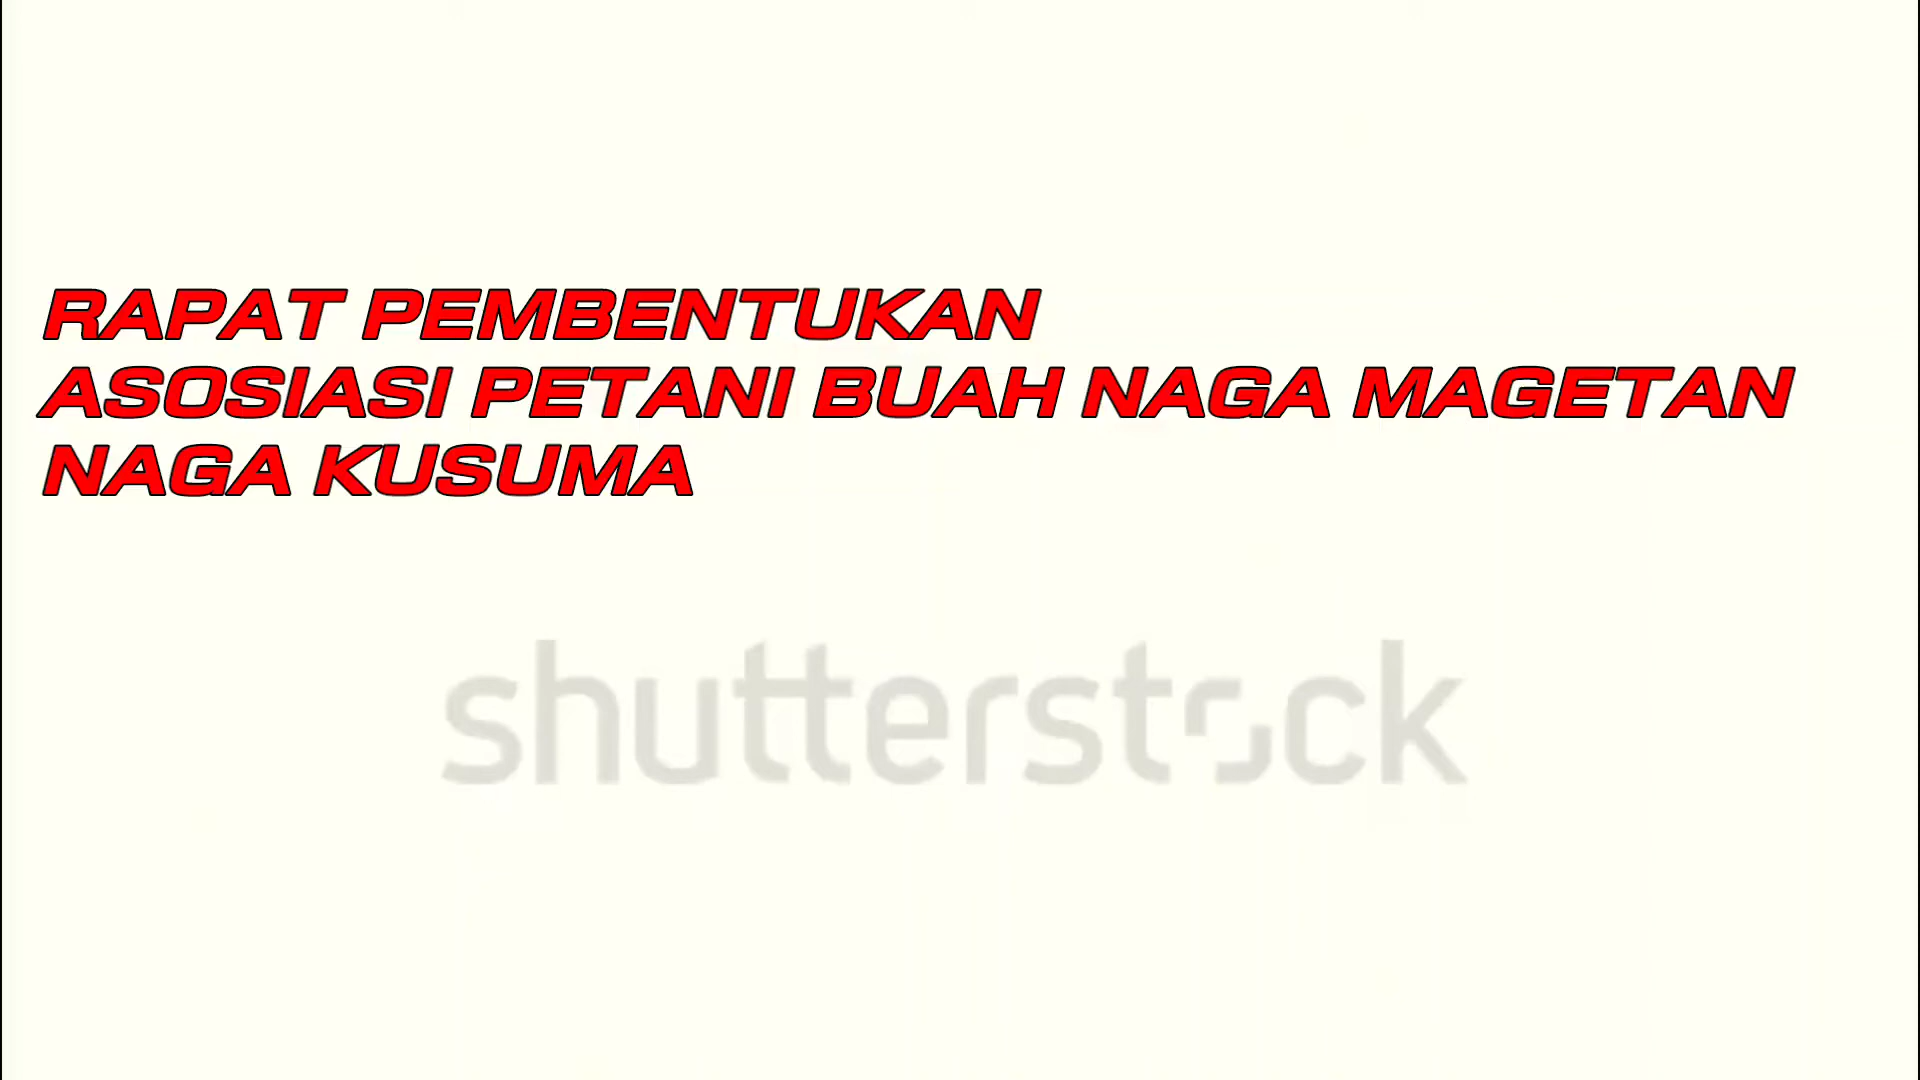 RAPAT PEMBENTUKAN
ASOSIASI PETANI BUAH NAGA MAGETAN
NAGA KUSUMA
shutterstock